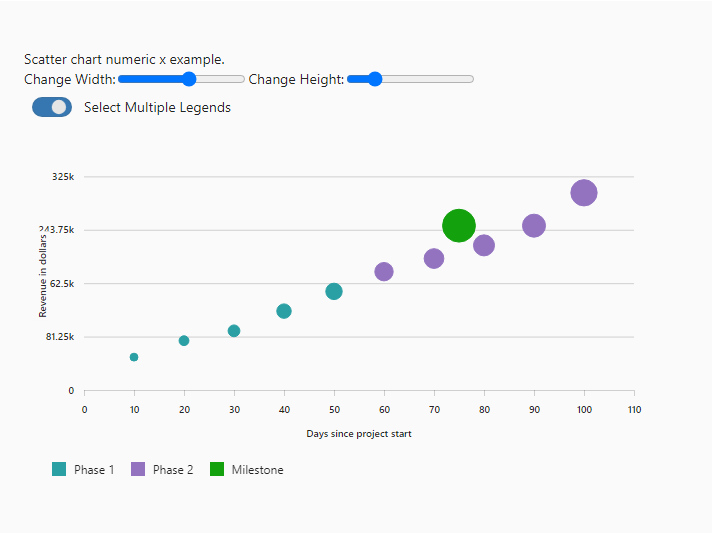 Scatter chart numeric x example.
Change Width: Change Height:
Select Multiple Legends
325k
243.75k
62.5k
81.25k
0
Revenue in dollars
0 10 20 30 40 50 60 70 80 90 100 110
Days since project start
Phase 1 Phase 2 Milestone